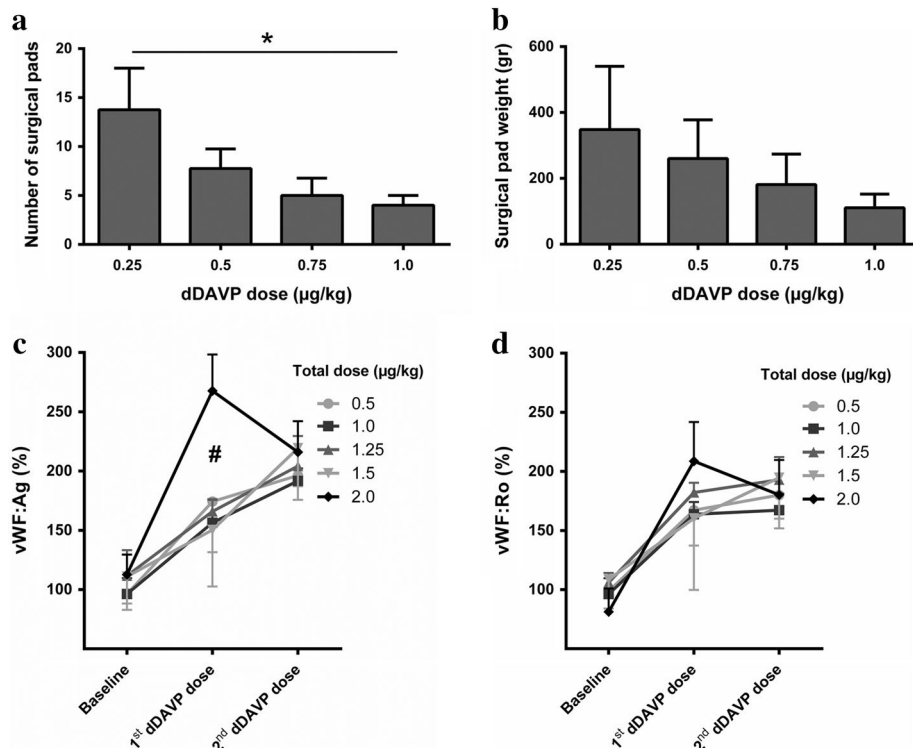 a
*
Number of surgical pads
20
15
10
5
0
0.25 0.5 0.75 1.0
dDAVP dose (µg/kg)
b
Surgical pad weight (gr)
600
400
200
0
0.25 0.5 0.75 1.0
dDAVP dose (µg/kg)
c
vWF:Ag (%)
300
250
200
150
100
#
Total dose (µg/kg)
0.5
1.0
1.25
1.5
2.0
Baseline
1st dDAVP dose
2nd dDAVP dose
d
vWF:Ro (%)
300
250
200
150
100
Total dose (µg/kg)
0.5
1.0
1.25
1.5
2.0
Baseline
1st dDAVP dose
2nd dDAVP dose